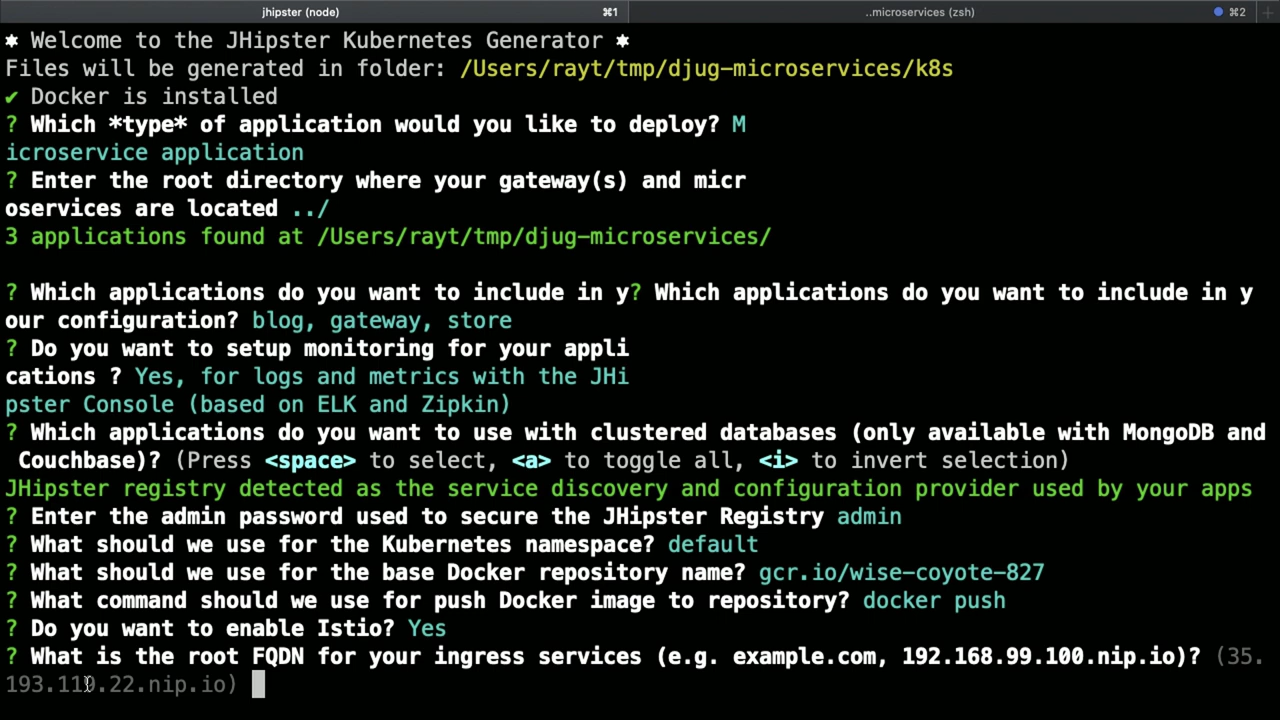 jhipster (node)
⌘1
..microservices (zsh)
⌘2
✷ Welcome to the JHipster Kubernetes Generator ✷
Files will be generated in folder: /Users/rayt/tmp/djug-microservices/k8s
✔ Docker is installed
? Which *type* of application would you like to deploy? M
icroservice application
? Enter the root directory where your gateway(s) and micr
oservices are located ../
3 applications found at /Users/rayt/tmp/djug-microservices/
? Which applications do you want to include in y? Which applications do you want to include in y
our configuration? blog, gateway, store
? Do you want to setup monitoring for your appli
cations ? Yes, for logs and metrics with the JHi
pster Console (based on ELK and Zipkin)
? Which applications do you want to use with clustered databases (only available with MongoDB and
Couchbase)? (Press <space> to select, <a> to toggle all, <i> to invert selection)
JHipster registry detected as the service discovery and configuration provider used by your apps
? Enter the admin password used to secure the JHipster Registry admin
? What should we use for the Kubernetes namespace? default
? What should we use for the base Docker repository name? gcr.io/wise-coyote-827
? What command should we use for push Docker image to repository? docker push
? Do you want to enable Istio? Yes
? What is the root FQDN for your ingress services (e.g. example.com, 192.168.99.100.nip.io)? (35.
193.110.22.nip.io)